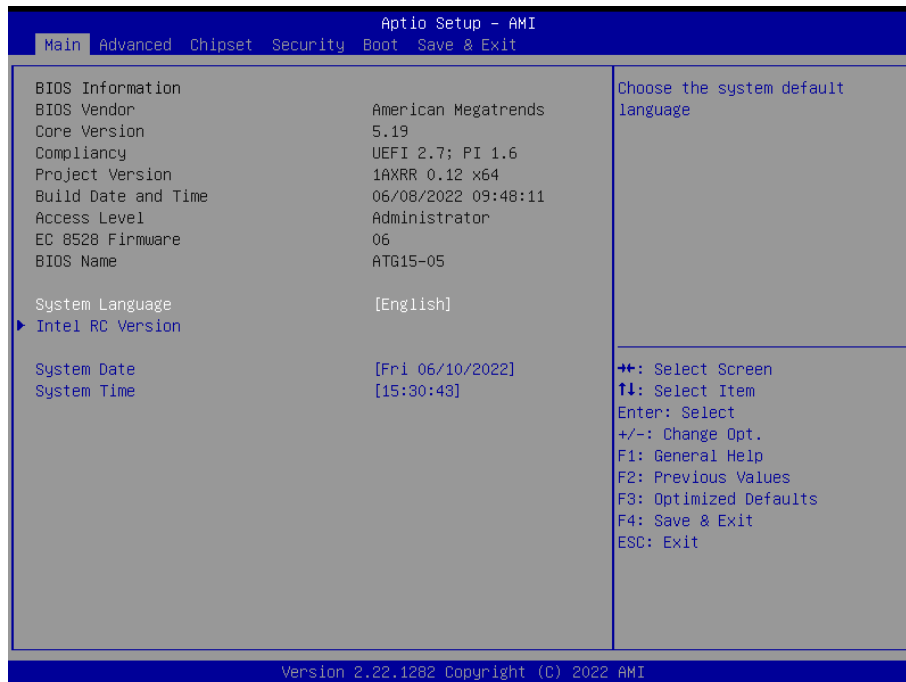 Aptio Setup - AMI
Main Advanced Chipset Security Boot Save & Exit
BIOS Information
BIOS Vendor American Megatrends
Core Version 5.19
Compliancy UEFI 2.7; PI 1.6
Project Version 1AXRR 0.12 x64
Build Date and Time 06/08/2022 09:48:11
Access Level Administrator
EC 8528 Firmware 06
BIOS Name ATG15-05
System Language [English]
Intel RC Version
System Date [Fri 06/10/2022]
System Time [15:30:43]
Choose the system default
language
→←: Select Screen
↑↓: Select Item
Enter: Select
+/-: Change Opt.
F1: General Help
F2: Previous Values
F3: Optimized Defaults
F4: Save & Exit
ESC: Exit
Version 2.22.1282 Copyright (C) 2022 AMI